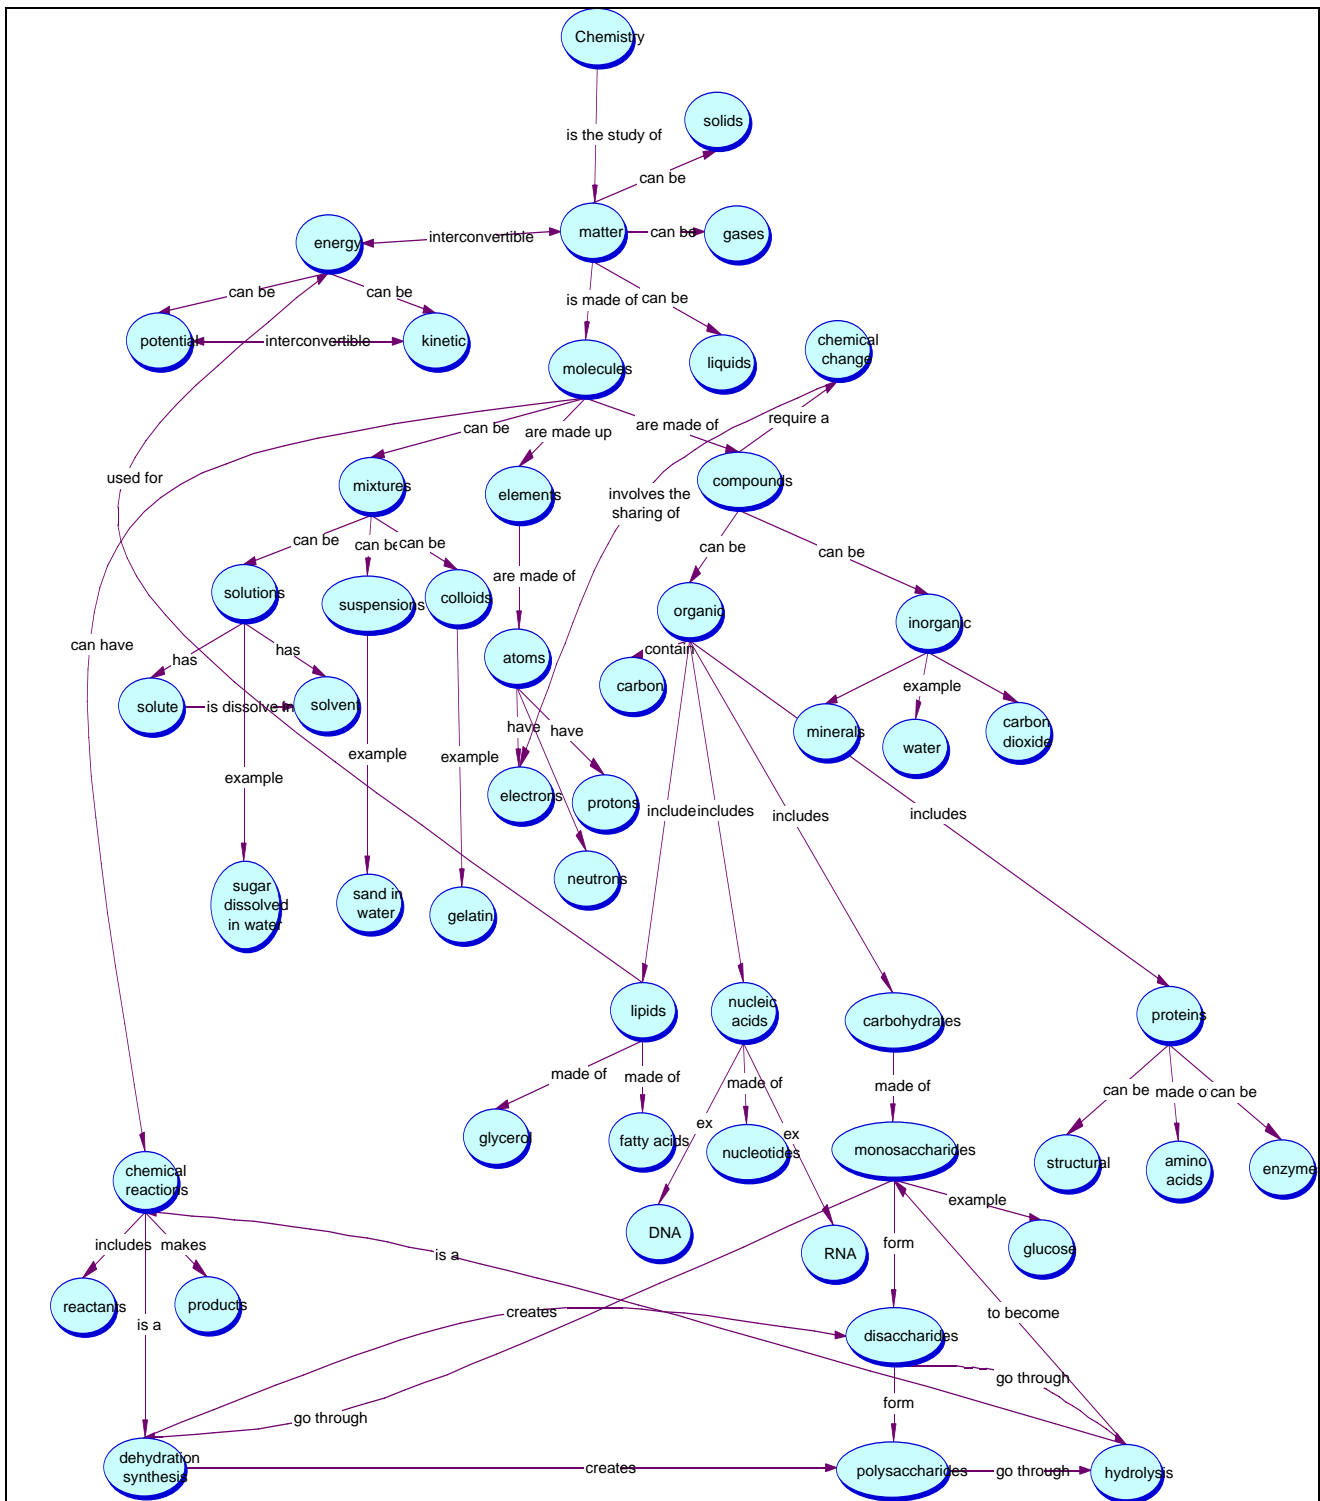 Chemistry
solids
is the study of
can be
matter
gases
energy
interconvertible
can be
can be
can be
is made of
can be
potential
interconvertible
kinetic
chemical
change
liquids
molecules
require a
can be
are made up
are made of
used for
mixtures
elements
compounds
involves the
sharing of
can be
can be
can be
can be
can be
are made of
solutions
suspensions
colloids
organic
inorganic
can have
has
has
atoms
contain
carbon
example
solute
is dissolve in
solvent
have
have
minerals
water
carbon
dioxide
example
example
example
electrons
protons
include
includes
includes
includes
neutrons
sugar
dissolved
in water
sand in
water
gelatin
lipids
nucleic
acids
carbohydrates
proteins
made of
made of
made of
made of
can be
made o
can be
glycerol
fatty acids
ex
nucleotides
ex
monosaccharides
structural
amino
acids
enzyme
chemical
reactions
example
DNA
RNA
glucose
includes
makes
is a
form
reactants
products
is a
creates
to become
disaccharides
go through
form
go through
dehydration
synthesis
creates
polysaccharides
go through
hydrolysis